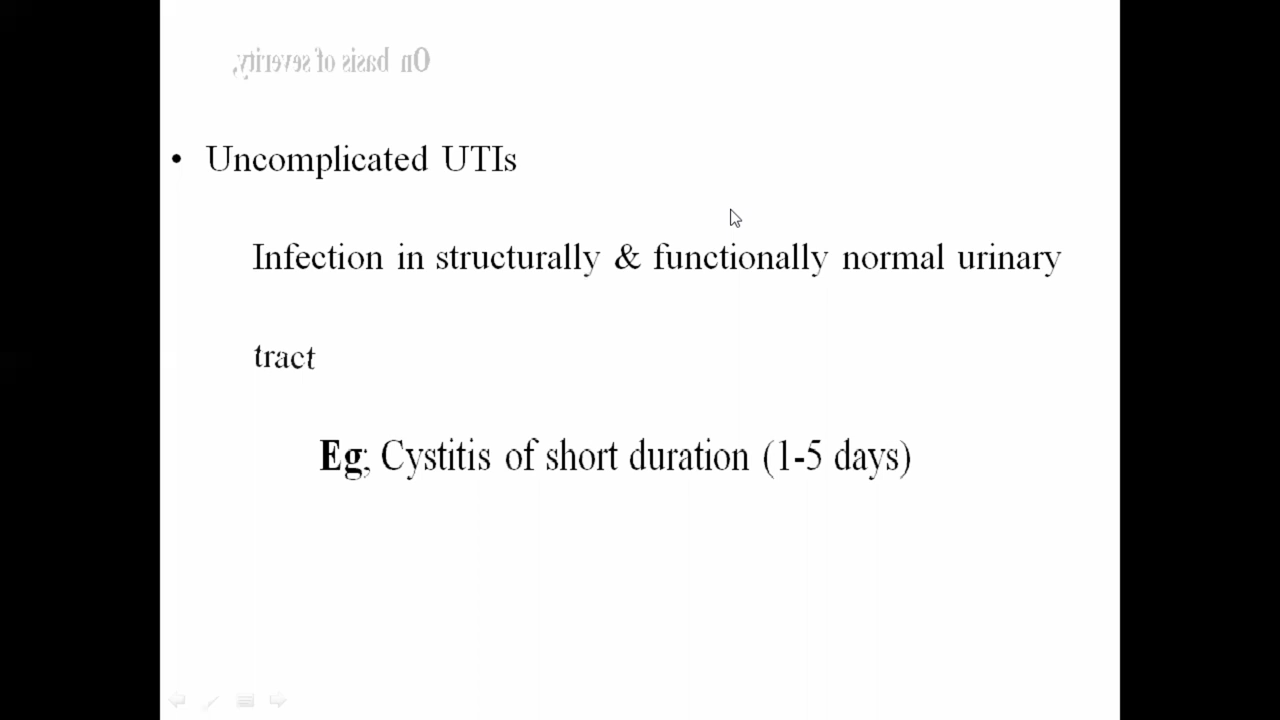 On basis of severity,
• Uncomplicated UTIs
Infection in structurally & functionally normal urinary
tract
Eg; Cystitis of short duration (1-5 days)